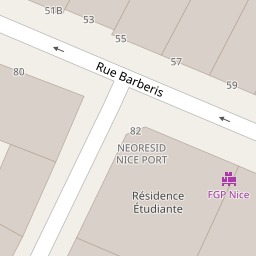 51B
53
55
57
59
Rue Barberis
80
82
NEORESID
NICE PORT
Résidence
Étudiante
FGP Nice